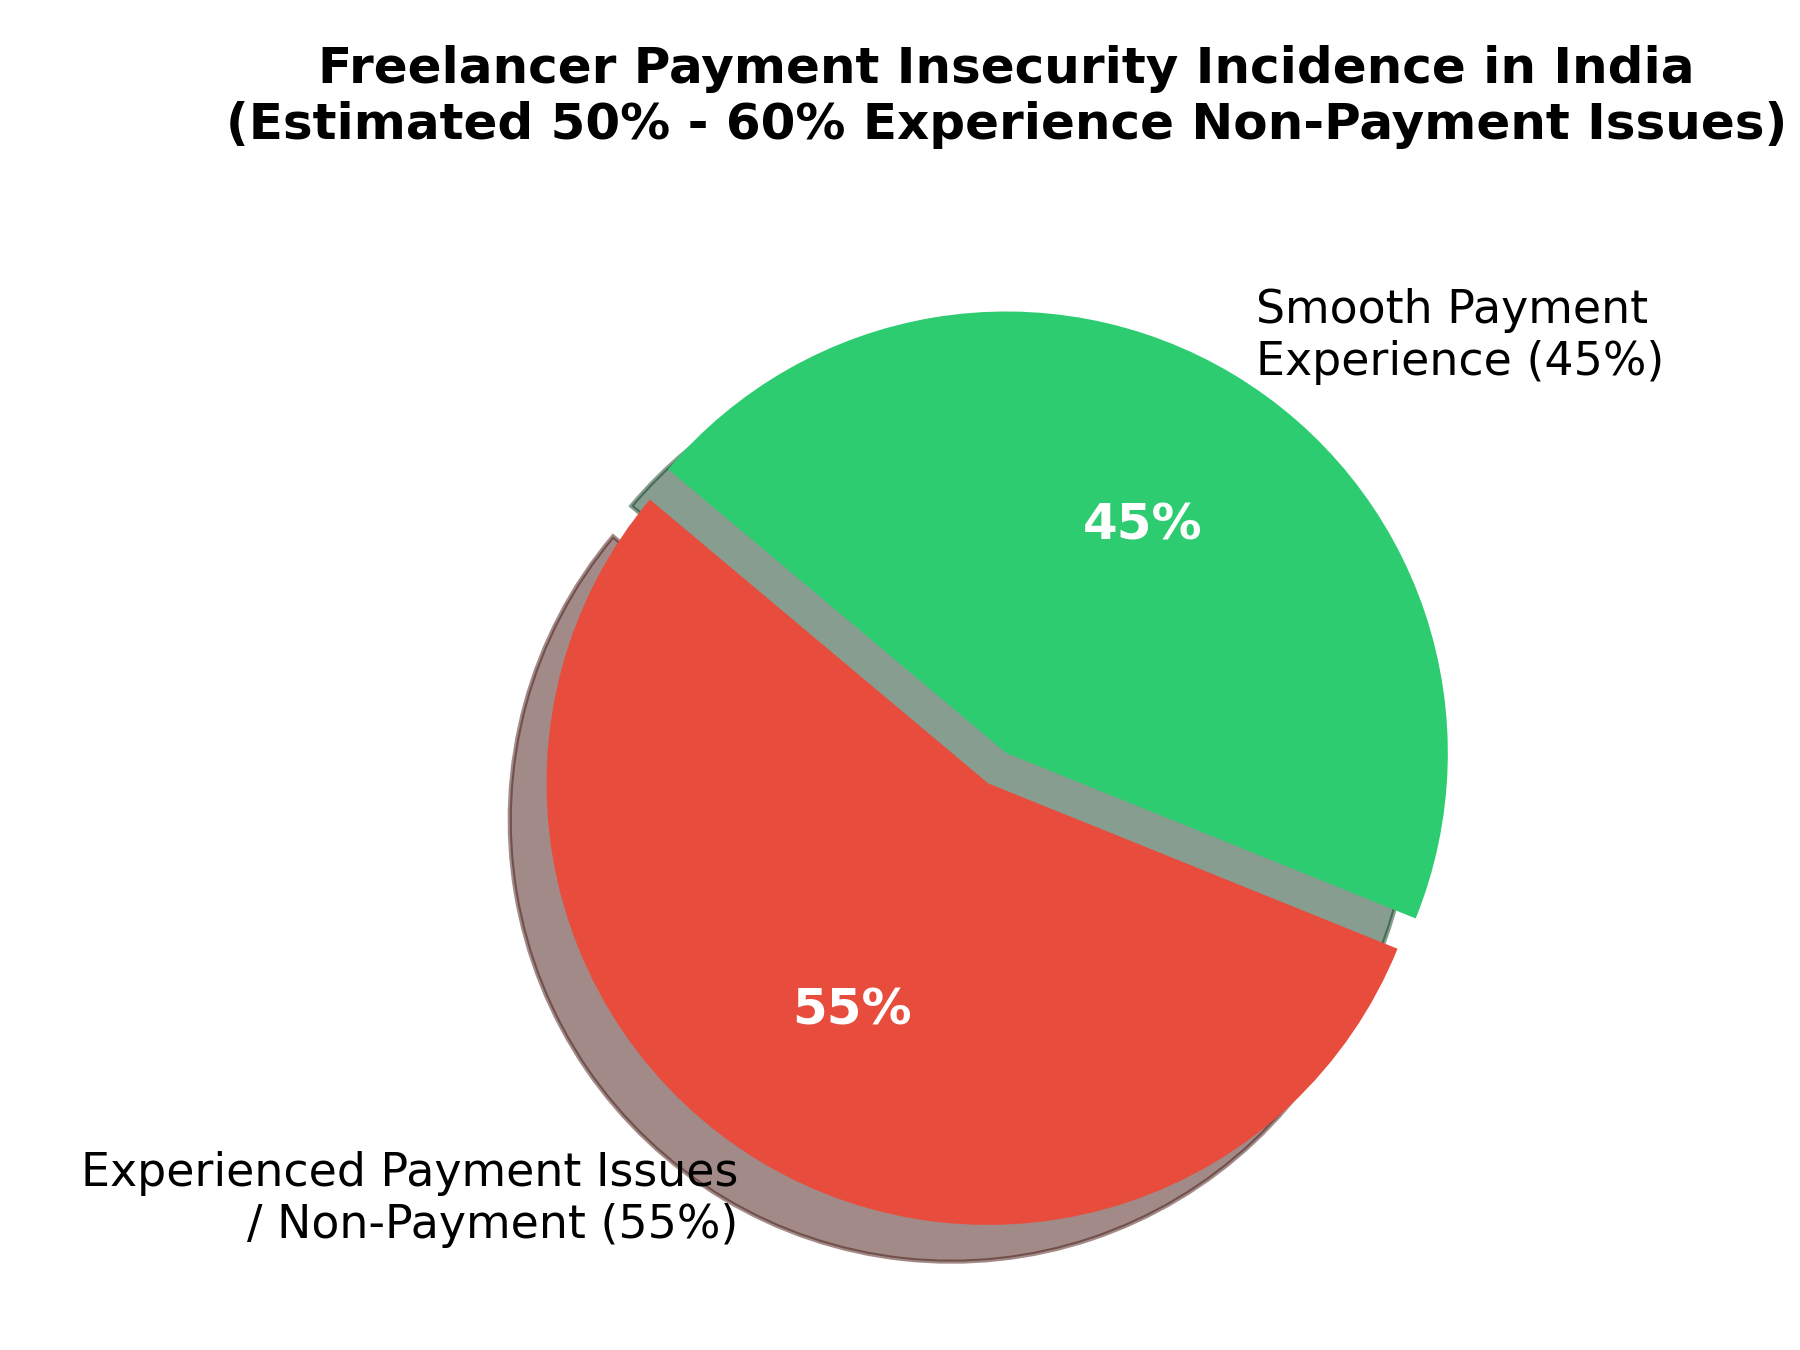 Freelancer Payment Insecurity Incidence in India
(Estimated 50% - 60% Experience Non-Payment Issues)
Smooth Payment
Experience (45%)
45%
55%
Experienced Payment Issues
/ Non-Payment (55%)